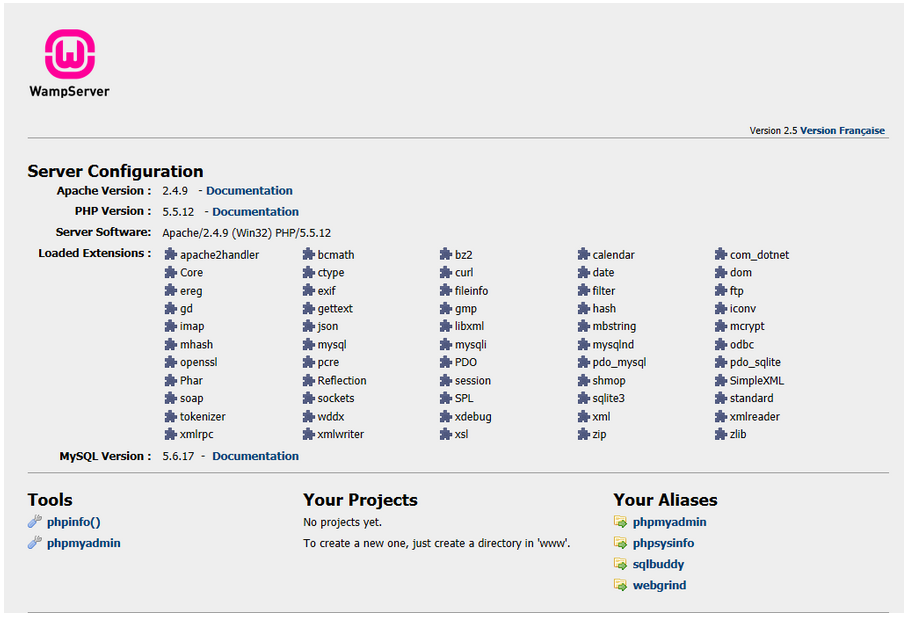 WampServer
Version 2.5 Version Française
Server Configuration
Apache Version : 2.4.9 - Documentation
PHP Version : 5.5.12 - Documentation
Server Software: Apache/2.4.9 (Win32) PHP/5.5.12
Loaded Extensions : apache2handler bcmath bz2 calendar com_dotnet
Core ctype curl date dom
ereg exif fileinfo filter ftp
gd gettext gmp hash iconv
imap json libxml mbstring mcrypt
mhash mysql mysqli mysqlnd odbc
openssl pcre PDO pdo_mysql pdo_sqlite
Phar Reflection session shmop SimpleXML
soap sockets SPL sqlite3 standard
tokenizer wddx xdebug xml xmlreader
xmlrpc xmlwriter xsl zip zlib
MySQL Version : 5.6.17 - Documentation
Tools
phpinfo()
phpmyadmin
Your Projects
No projects yet.
To create a new one, just create a directory in 'www'.
Your Aliases
phpmyadmin
phpsysinfo
sqlbuddy
webgrind